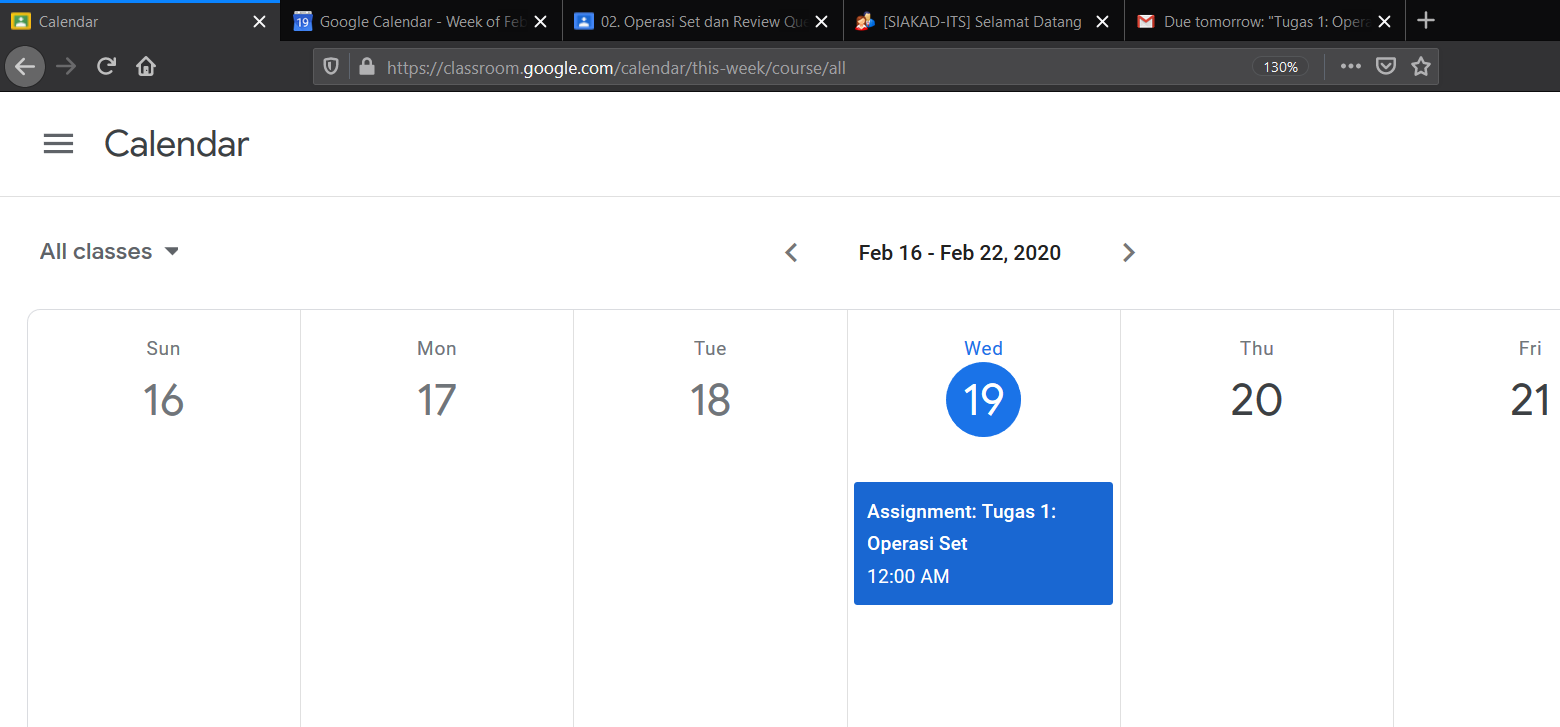 Calendar
Google Calendar - Week of Feb
02. Operasi Set dan Review Qu
[SIAKAD-ITS] Selamat Datang
Due tomorrow: "Tugas 1: Opera
https://classroom.google.com/calendar/this-week/course/all
130%
Calendar
All classes
Feb 16 - Feb 22, 2020
Sun
Mon
Tue
Wed
Thu
Fri
16
17
18
19
20
21
Assignment: Tugas 1:
Operasi Set
12:00 AM